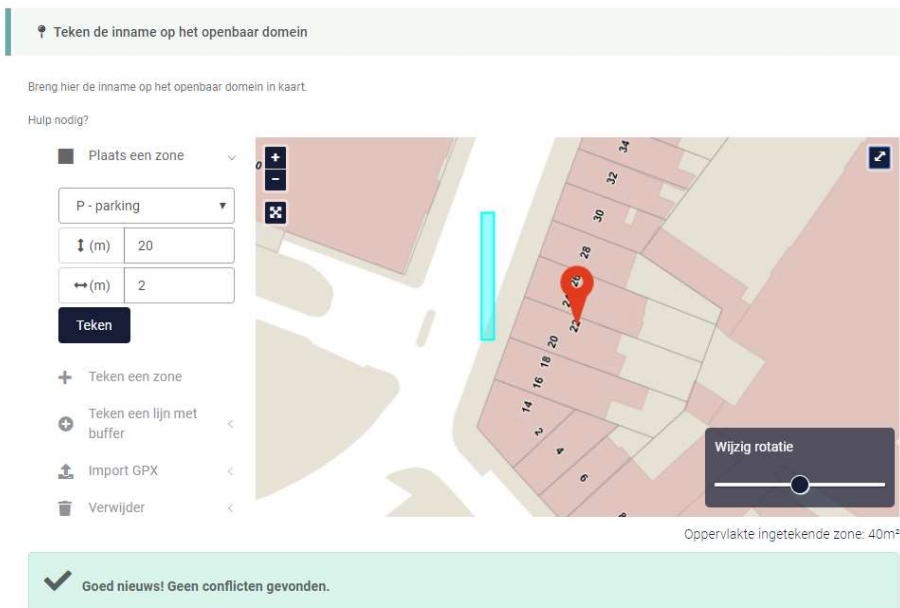 Teken de inname op het openbaar domein
Breng hier de inname op het openbaar domein in kaart.
Hulp nodig?
Plaats een zone
P - parking
(m) 20
(m) 2
Teken
Teken een zone
Teken een lijn met
buffer
Import GPX
Verwijder
+
-
34
32
30
28
26
22
20
18
16
14
2
4
6
Wijzig rotatie
Oppervlakte ingetekende zone: 40m²
Goed nieuws! Geen conflicten gevonden.